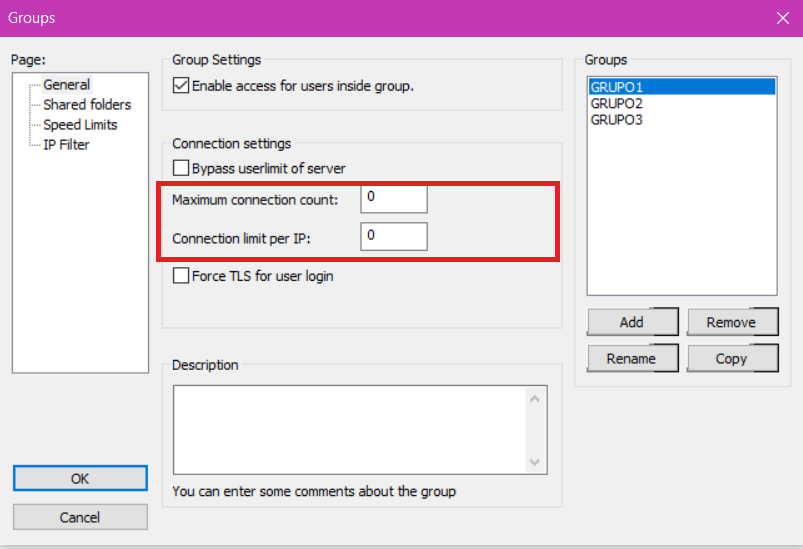 Groups
Page:
General
Shared folders
Speed Limits
IP Filter
Group Settings
Enable access for users inside group.
Connection settings
Bypass userlimit of server
Maximum connection count: 0
Connection limit per IP: 0
Force TLS for user login
Description
You can enter some comments about the group
Groups
GRUPO1
GRUPO2
GRUPO3
Add Remove
Rename Copy
OK
Cancel